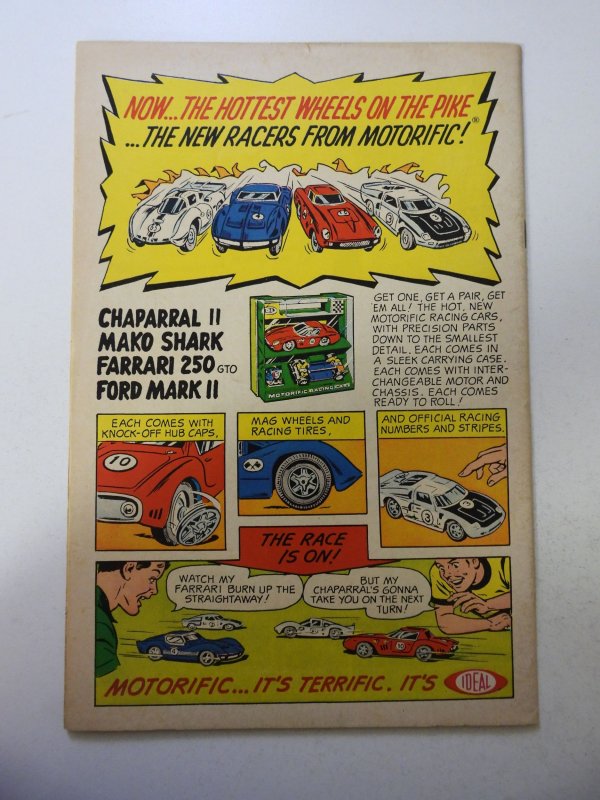 NOW...THE HOTTEST WHEELS ON THE PIKE
...THE NEW RACERS FROM MOTORIFIC!®
CHAPARRAL II
MAKO SHARK
FARRARI 250 GTO
FORD MARK II
MOTORIFIC RACING CARS
GET ONE, GET A PAIR, GET
'EM ALL! THE HOT, NEW
MOTORIFIC RACING CARS,
WITH PRECISION PARTS
DOWN TO THE SMALLEST
DETAIL. EACH COMES IN
A SLEEK CARRYING CASE.
EACH COMES WITH INTER-
CHANGEABLE MOTOR AND
CHASSIS. EACH COMES
READY TO ROLL!
EACH COMES WITH
KNOCK-OFF HUB CAPS,
10
MAG WHEELS AND
RACING TIRES,
AND OFFICIAL RACING
NUMBERS AND STRIPES.
3
THE RACE
IS ON!
WATCH MY
FARRARI BURN UP THE
STRAIGHTAWAY!
BUT MY
CHAPARRAL'S GONNA
TAKE YOU ON THE NEXT
TURN!
10
MOTORIFIC... IT'S TERRIFIC. IT'S IDEAL